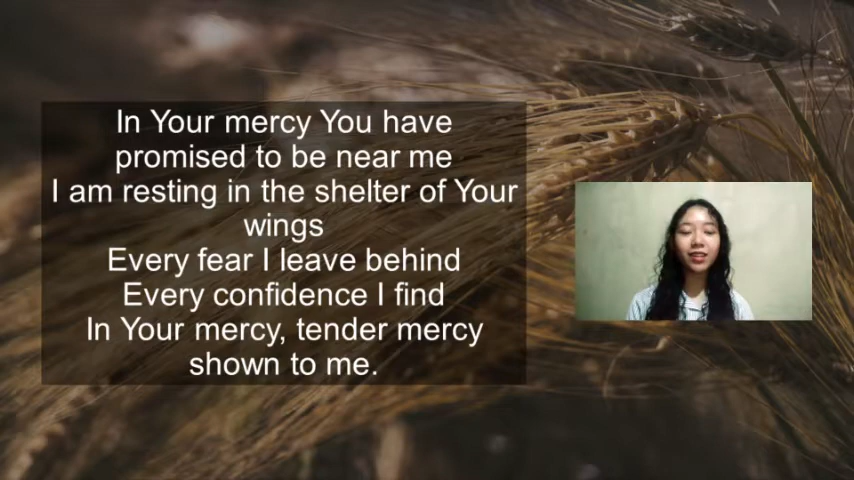 In Your mercy You have
promised to be near me
I am resting in the shelter of Your
wings
Every fear I leave behind
Every confidence I find
In Your mercy, tender mercy
shown to me.